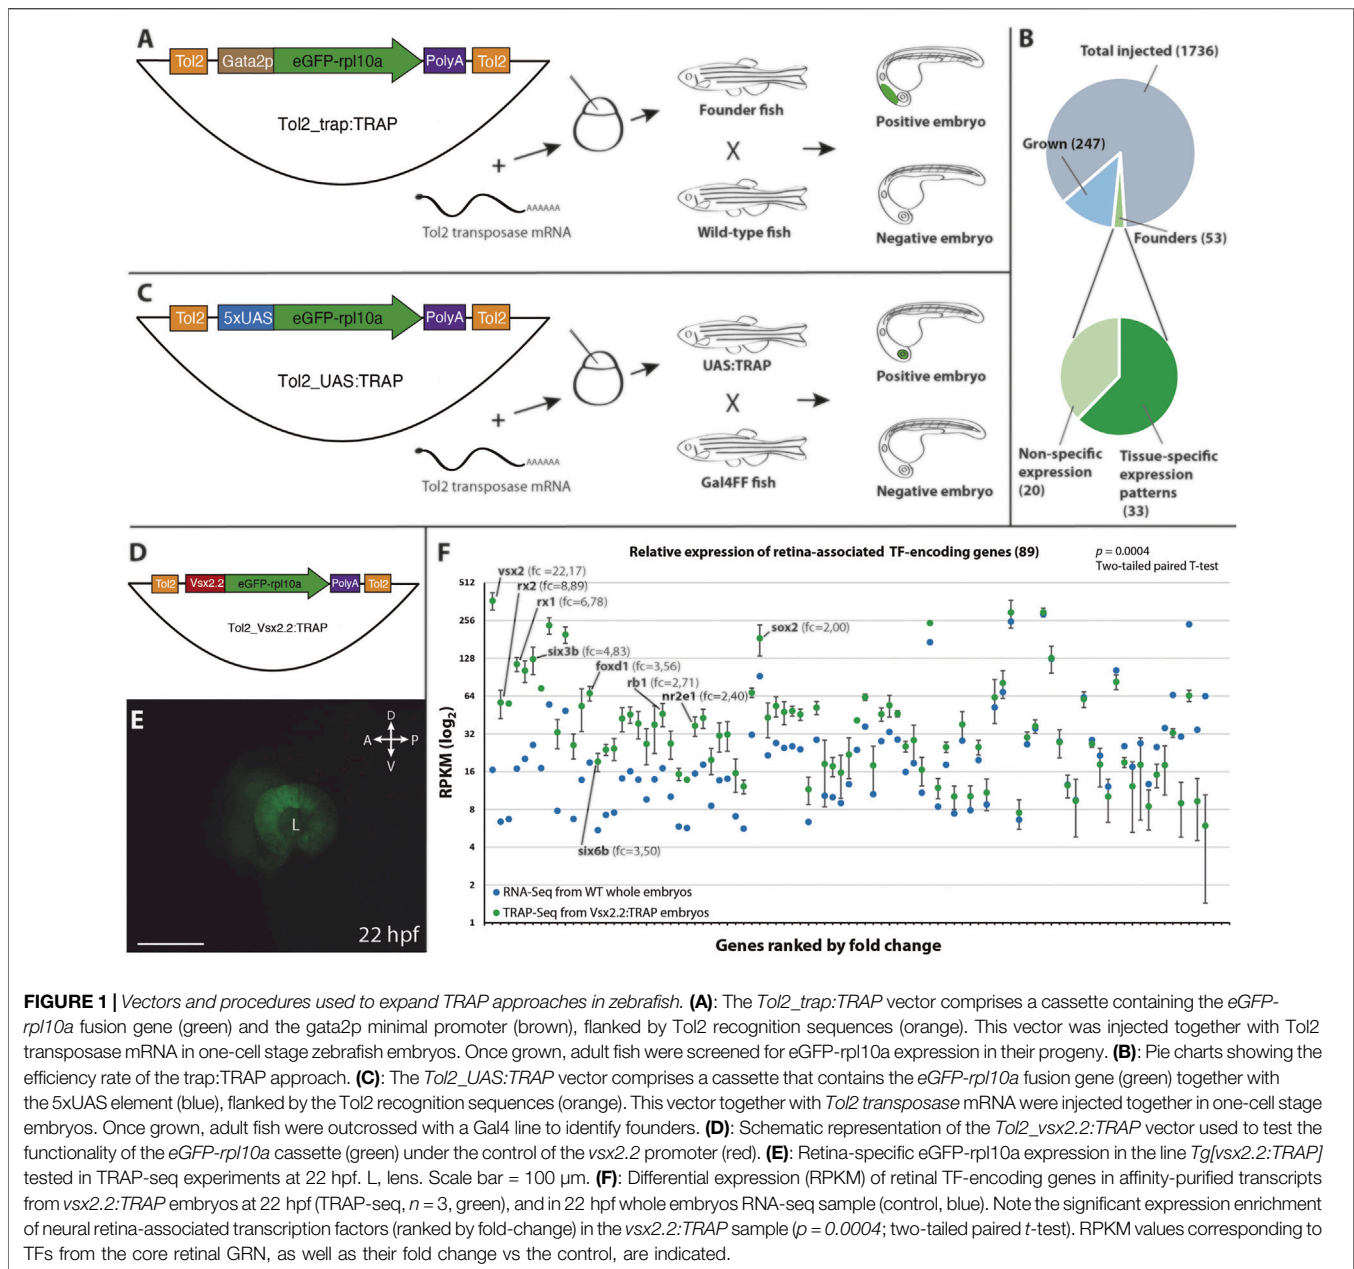 A
Tol2
Gata2p
eGFP-rpl10a
PolyA
Tol2
Tol2_trap:TRAP
+
Tol2 transposase mRNA
AAAAAA
Founder fish
X
Wild-type fish
Positive embryo
Negative embryo
B
Total injected (1736)
Grown (247)
Founders (53)
Non-specific
expression
(20)
Tissue-specific
expression
patterns
(33)
C
Tol2
5xUAS
eGFP-rpl10a
PolyA
Tol2
Tol2_UAS:TRAP
+
Tol2 transposase mRNA
AAAAAA
UAS:TRAP
X
Gal4FF fish
Positive embryo
Negative embryo
D
Tol2
Vsx2.2
eGFP-rpl10a
PolyA
Tol2
Tol2_Vsx2.2:TRAP
E
D
A P
V
L
22 hpf
F
Relative expression of retina-associated TF-encoding genes (89)
p = 0.0004
Two-tailed paired T-test
RPKM (log2)
512
256
128
64
32
16
8
4
2
1
vsx2 (fc =22,17)
rx2 (fc=8,89)
rx1 (fc=6,78)
six3b (fc=4,83)
foxd1 (fc=3,56)
rb1 (fc=2,71)
nr2e1 (fc=2,40)
sox2 (fc=2,00)
six6b (fc=3,50)
RNA-Seq from WT whole embryos
TRAP-Seq from Vsx2.2:TRAP embryos
Genes ranked by fold change
FIGURE 1 | Vectors and procedures used to expand TRAP approaches in zebrafish. (A): The Tol2_trap:TRAP vector comprises a cassette containing the eGFP-
rpl10a fusion gene (green) and the gata2p minimal promoter (brown), flanked by Tol2 recognition sequences (orange). This vector was injected together with Tol2
transposase mRNA in one-cell stage zebrafish embryos. Once grown, adult fish were screened for eGFP-rpl10a expression in their progeny. (B): Pie charts showing the
efficiency rate of the trap:TRAP approach. (C): The Tol2_UAS:TRAP vector comprises a cassette that contains the eGFP-rpl10a fusion gene (green) together with
the 5xUAS element (blue), flanked by the Tol2 recognition sequences (orange). This vector together with Tol2 transposase mRNA were injected together in one-cell stage
embryos. Once grown, adult fish were outcrossed with a Gal4 line to identify founders. (D): Schematic representation of the Tol2_vsx2.2:TRAP vector used to test the
functionality of the eGFP-rpl10a cassette (green) under the control of the vsx2.2 promoter (red). (E): Retina-specific eGFP-rpl10a expression in the line Tg[vsx2.2:TRAP]
tested in TRAP-seq experiments at 22 hpf. L, lens. Scale bar = 100 µm. (F): Differential expression (RPKM) of retinal TF-encoding genes in affinity-purified transcripts
from vsx2.2:TRAP embryos at 22 hpf (TRAP-seq, n = 3, green), and in 22 hpf whole embryos RNA-seq sample (control, blue). Note the significant expression enrichment
of neural retina-associated transcription factors (ranked by fold-change) in the vsx2.2:TRAP sample (p = 0.0004; two-tailed paired t-test). RPKM values corresponding to
TFs from the core retinal GRN, as well as their fold change vs the control, are indicated.